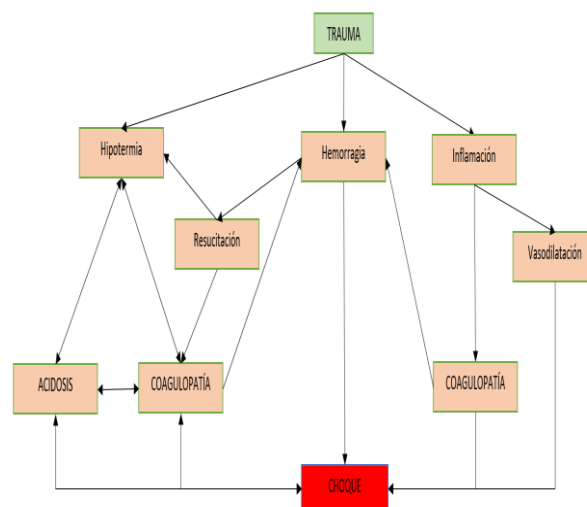 TRAUMA
Hipotermia
Hemorragia
Inflamación
Resucitación
Vasodilatación
ACIDOSIS
COAGULOPATÍA
COAGULOPATÍA
CHOQUE